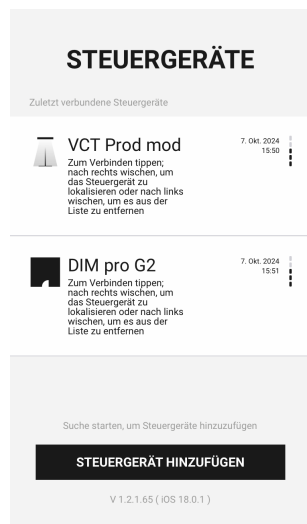 STEUERGERÄTE
Zuletzt verbundene Steuergeräte
VCT Prod mod
7. Okt. 2024
15:50
Zum Verbinden tippen;
nach rechts wischen, um
das Steuergerät zu
lokalisieren oder nach links
wischen, um es aus der
Liste zu entfernen
DIM pro G2
7. Okt. 2024
15:51
Zum Verbinden tippen;
nach rechts wischen, um
das Steuergerät zu
lokalisieren oder nach links
wischen, um es aus der
Liste zu entfernen
Suche starten, um Steuergeräte hinzuzufügen
STEUERGERÄT HINZUFÜGEN
V 1.2.1.65 ( iOS 18.0.1 )